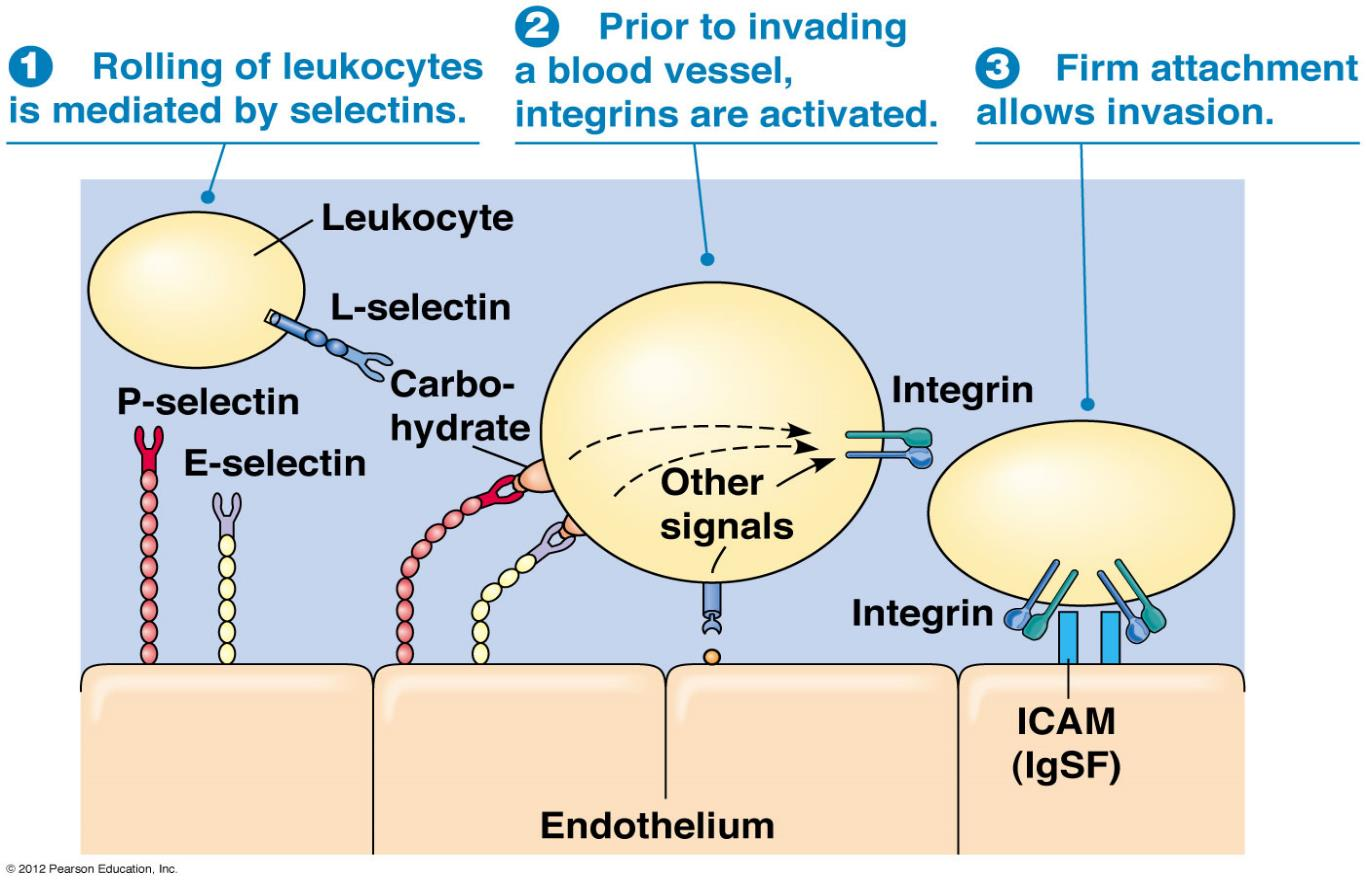 1 Rolling of leukocytes
is mediated by selectins.
2 Prior to invading
a blood vessel,
integrins are activated.
3 Firm attachment
allows invasion.
Leukocyte
L-selectin
P-selectin
E-selectin
Carbo-
hydrate
Other
signals
Integrin
Integrin
ICAM
(IgSF)
Endothelium
© 2012 Pearson Education, Inc.